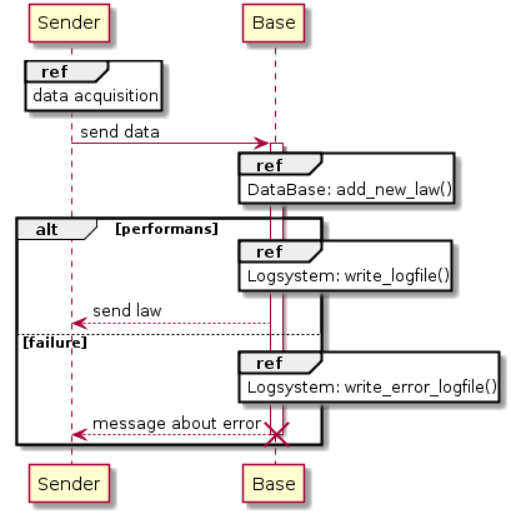 Sender Base
ref
data acquisition
send data
ref
DataBase: add_new_law()
alt [performans]
ref
Logsystem: write_logfile()
send law
[failure]
ref
Logsystem: write_error_logfile()
message about error
Sender Base